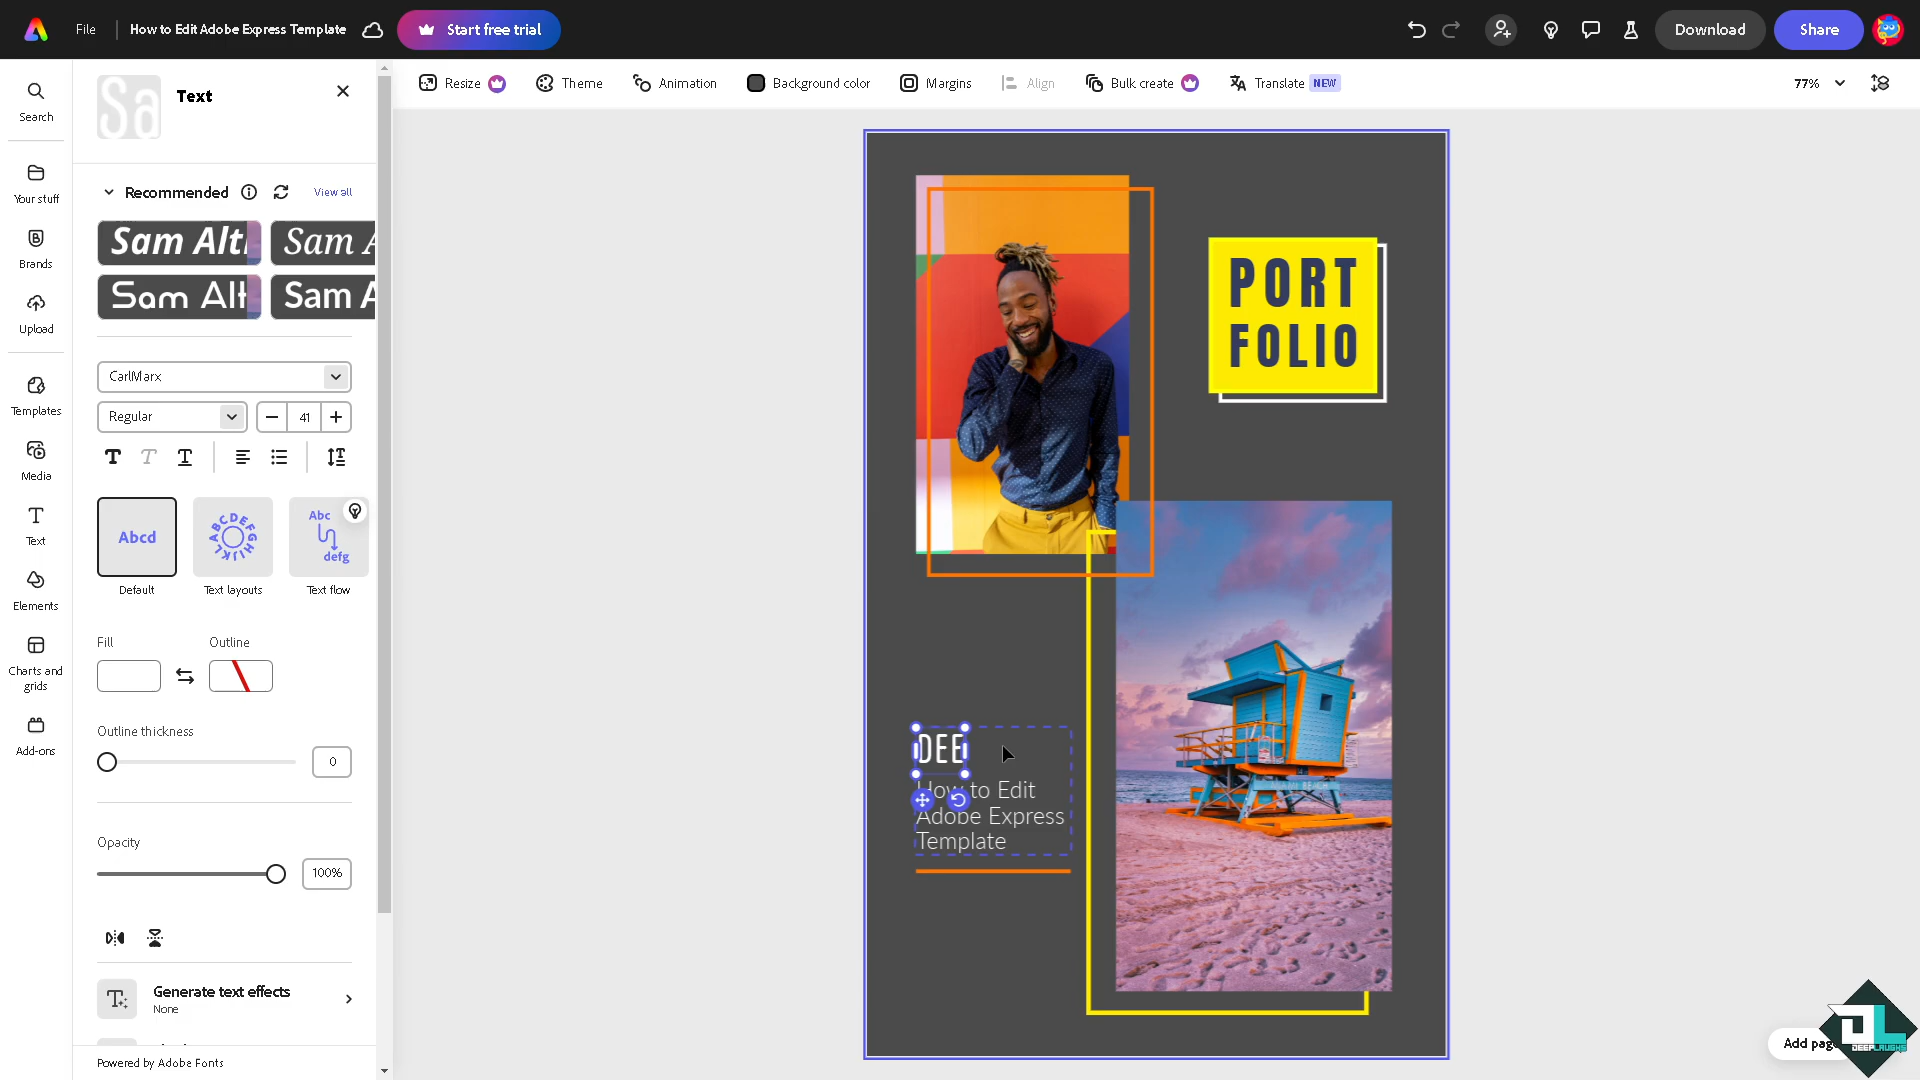 File
How to Edit Adobe Express Template
Start free trial
Download
Share
Search
Your stuff
Brands
Upload
Templates
Media
Text
Elements
Charts and
grids
Add-ons
Sa
Text
Recommended
View all
Sam Alt
Sam A
Sam Alt
Sam A
CarlMarx
Regular
41
Abcd
Default
ABCDEFGHIJKL
Text layouts
Abc
defg
Text flow
Fill
Outline
Outline thickness
0
Opacity
100%
Generate text effects
None
Powered by Adobe Fonts
Resize
Theme
Animation
Background color
Margins
Align
Bulk create
Translate NEW
77%
PORT
FOLIO
DEE
How to Edit
Adobe Express
Template
Add page
DEEPLAUGHS